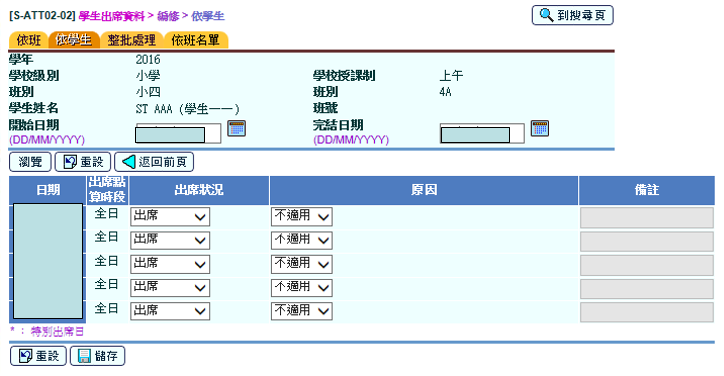 [S-ATT02-02] 學生出席資料 > 編修 > 依學生
到搜尋頁
依班 依學生 整批處理 依班名單
學年 2016
學校級別 小學 學校授課制 上午
班別 小四 班別 4A
學生姓名 ST AAA (學生一一) 班號
開始日期 完結日期
(DD/MM/YYYY) (DD/MM/YYYY)
瀏覽 重設 返回前頁
日期 出席點算時段 出席狀況 原因 備註
全日 出席 不適用
全日 出席 不適用
全日 出席 不適用
全日 出席 不適用
全日 出席 不適用
* : 特別出席日
重設 儲存